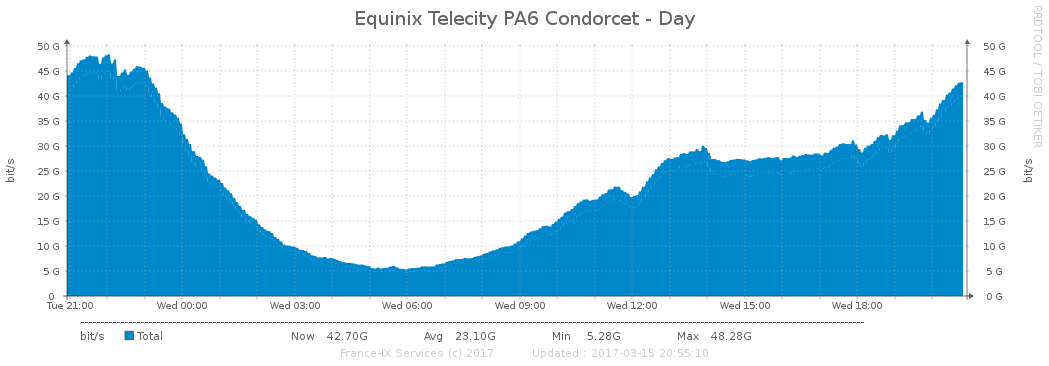 Equinix Telecity PA6 Condorcet - Day
RRDTOOL / TOBI OETIKER
50 G 50 G
45 G 45 G
40 G 40 G
35 G 35 G
30 G 30 G
25 G 25 G
20 G 20 G
15 G 15 G
10 G 10 G
5 G 5 G
0 0 G
bit/s
bit/s
Tue 21:00 Wed 00:00 Wed 03:00 Wed 06:00 Wed 09:00 Wed 12:00 Wed 15:00 Wed 18:00
bit/s Total Now 42.70G Avg 23.10G Min 5.28G Max 48.28G
France-IX Services (c) 2017 Updated : 2017-03-15 20:55:10